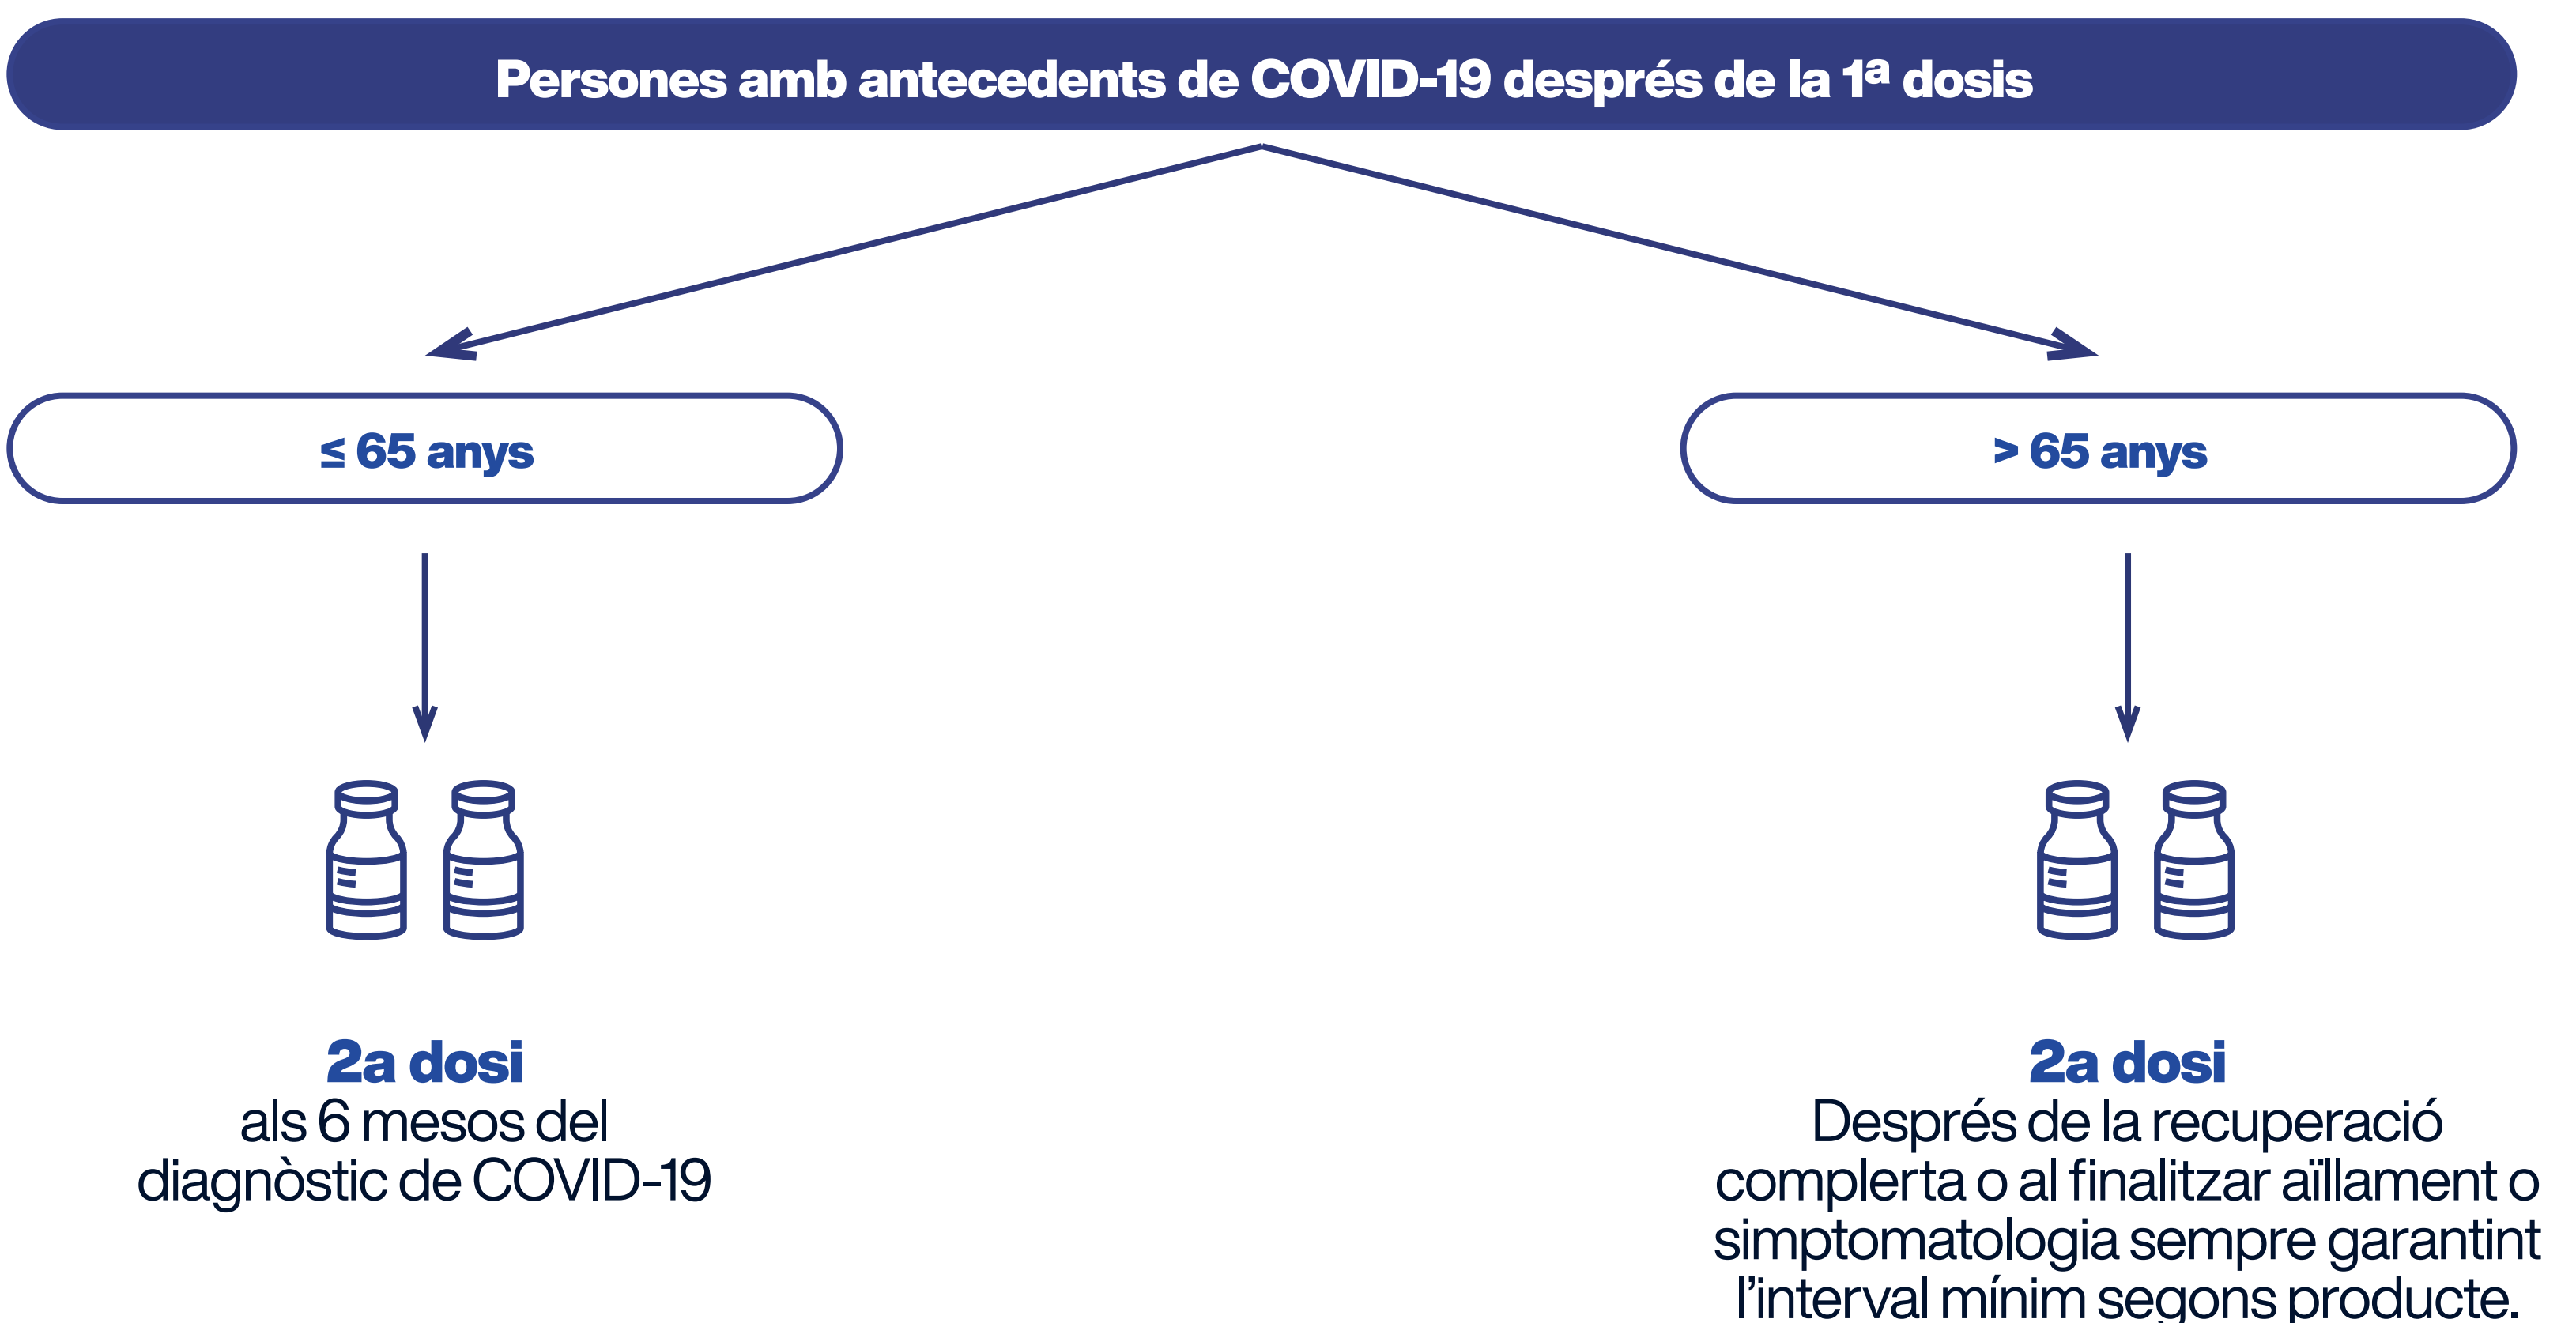 Persones amb antecedents de COVID-19 després de la 1ª dosis
≤ 65 anys
> 65 anys
2a dosi
als 6 mesos del
diagnòstic de COVID-19
2a dosi
Després de la recuperació
complerta o al finalitzar aïllament o
simptomatologia sempre garantint
l’interval mínim segons producte.